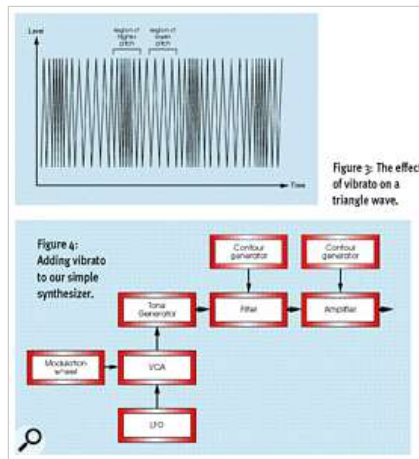 Level
region of
higher
pitch
region of
lower
pitch
Time
Figure 3: The effect
of vibrato on a
triangle wave.
Figure 4:
Adding vibrato
to our simple
synthesizer.
Contour
generator
Contour
generator
Tone
Generator
Filter
Amplifier
Modulation
wheel
VCA
LFO